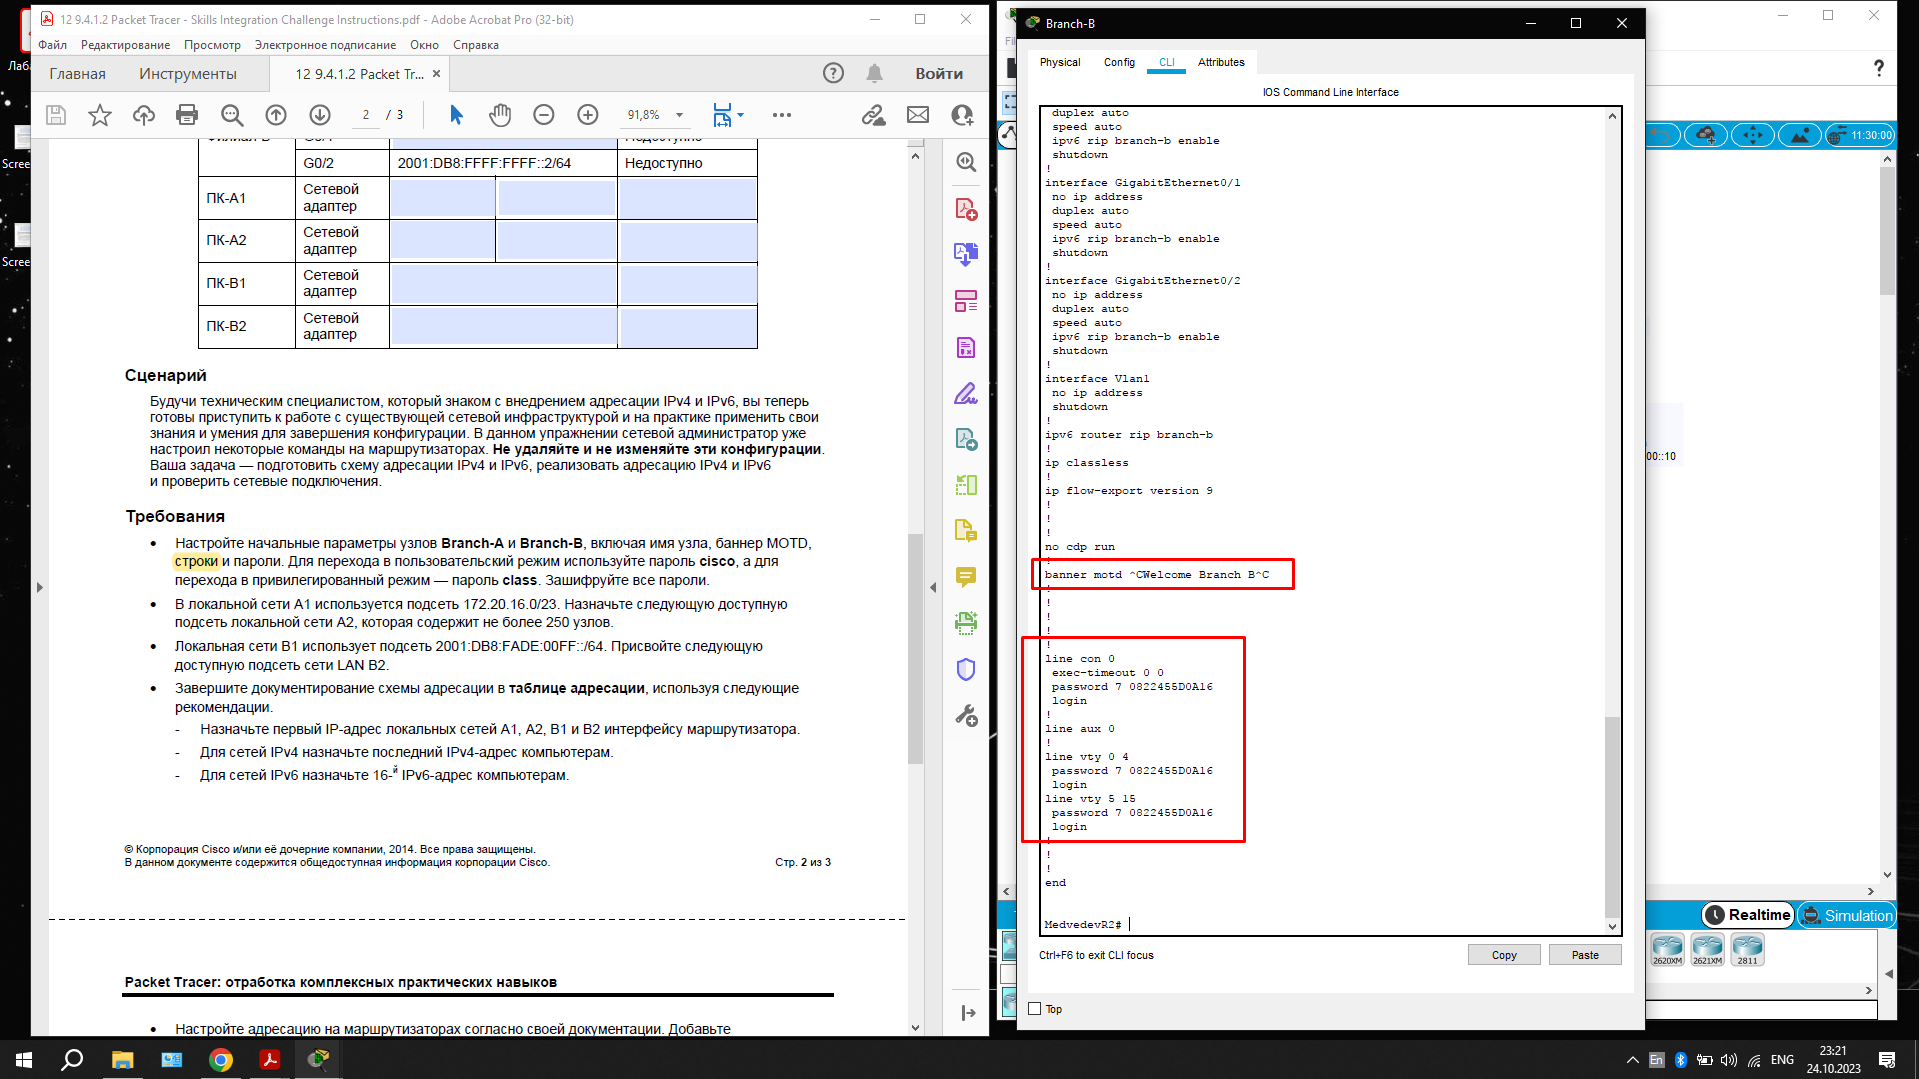 12 9.4.1.2 Packet Tracer - Skills Integration Challenge Instructions.pdf - Adobe Acrobat Pro (32-bit)
Файл Редактирование Просмотр Электронное подписание Окно Справка
Главная Инструменты 12 9.4.1.2 Packet Tr... × Войти
2 / 3 91,8%
G0/2 2001:DB8:FFFF:FFFF::2/64 Недоступно
ПК-A1 Сетевой адаптер
ПК-A2 Сетевой адаптер
ПК-B1 Сетевой адаптер
ПК-B2 Сетевой адаптер
Сценарий
Будучи техническим специалистом, который знаком с внедрением адресации IPv4 и IPv6, вы теперь
готовы приступить к работе с существующей сетевой инфраструктурой и на практике применить свои
знания и умения для завершения конфигурации. В данном упражнении сетевой администратор уже
настроил некоторые команды на маршрутизаторах. Не удаляйте и не изменяйте эти конфигурации.
Ваша задача — подготовить схему адресации IPv4 и IPv6, реализовать адресацию IPv4 и IPv6
и проверить сетевые подключения.
Требования
• Настройте начальные параметры узлов Branch-A и Branch-B, включая имя узла, баннер MOTD,
строки и пароли. Для перехода в пользовательский режим используйте пароль cisco, а для
перехода в привилегированный режим — пароль class. Зашифруйте все пароли.
• В локальной сети A1 используется подсеть 172.20.16.0/23. Назначьте следующую доступную
подсеть локальной сети A2, которая содержит не более 250 узлов.
• Локальная сети B1 использует подсеть 2001:DB8:FADE:00FF::/64. Присвойте следующую
доступную подсеть сети LAN B2.
• Завершите документирование схемы адресации в таблице адресации, используя следующие
рекомендации.
- Назначьте первый IP-адрес локальных сетей A1, A2, B1 и B2 интерфейсу маршрутизатора.
- Для сетей IPv4 назначьте последний IPv4-адрес компьютерам.
- Для сетей IPv6 назначьте 16-й IPv6-адрес компьютерам.
© Корпорация Cisco и/или её дочерние компании, 2014. Все права защищены.
В данном документе содержится общедоступная информация корпорации Cisco. Стр. 2 из 3
Packet Tracer: отработка комплексных практических навыков
• Настройте адресацию на маршрутизаторах согласно своей документации. Добавьте
Branch-B
Physical Config CLI Attributes
IOS Command Line Interface
duplex auto
speed auto
ipv6 rip branch-b enable
shutdown
!
interface GigabitEthernet0/1
no ip address
duplex auto
speed auto
ipv6 rip branch-b enable
shutdown
!
interface GigabitEthernet0/2
no ip address
duplex auto
speed auto
ipv6 rip branch-b enable
shutdown
!
interface Vlan1
no ip address
shutdown
!
ipv6 router rip branch-b
!
ip classless
!
ip flow-export version 9
!
!
!
no cdp run
!
banner motd ^CWelcome Branch B^C
!
!
!
!
!
line con 0
exec-timeout 0 0
password 7 0822455D0A16
login
!
line aux 0
!
line vty 0 4
password 7 0822455D0A16
login
line vty 5 15
password 7 0822455D0A16
login
!
!
!
end
MedvedevR2#
Ctrl+F6 to exit CLI focus
Copy Paste
Top
?
11:30:00
00::10
Realtime Simulation
2620XM 2621XM 2811
Лаба
Scree
Scree
En ENG
23:21
24.10.2023